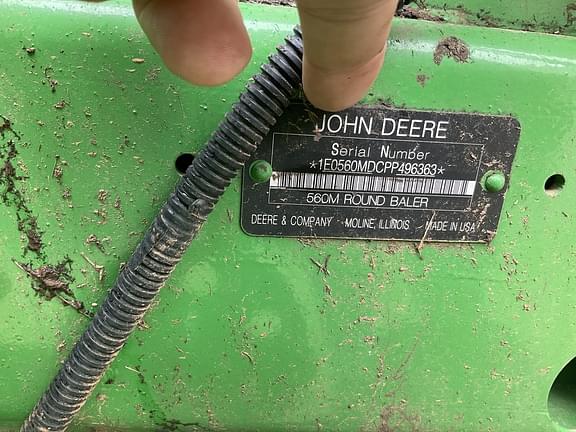 JOHN DEERE
Serial Number
*1E0560MDCPP496363*
560M ROUND BALER
DEERE & COMPANY MOLINE, ILLINOIS MADE IN USA